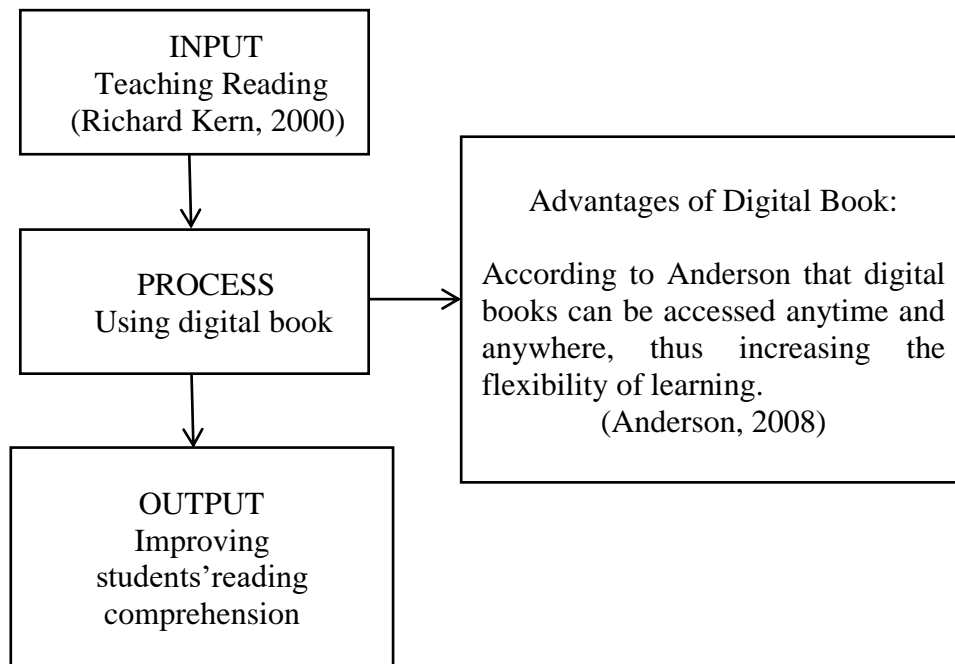 INPUT
Teaching Reading
(Richard Kern, 2000)
PROCESS
Using digital book
Advantages of Digital Book:
According to Anderson that digital
books can be accessed anytime and
anywhere, thus increasing the
flexibility of learning.
(Anderson, 2008)
OUTPUT
Improving
students’reading
comprehension